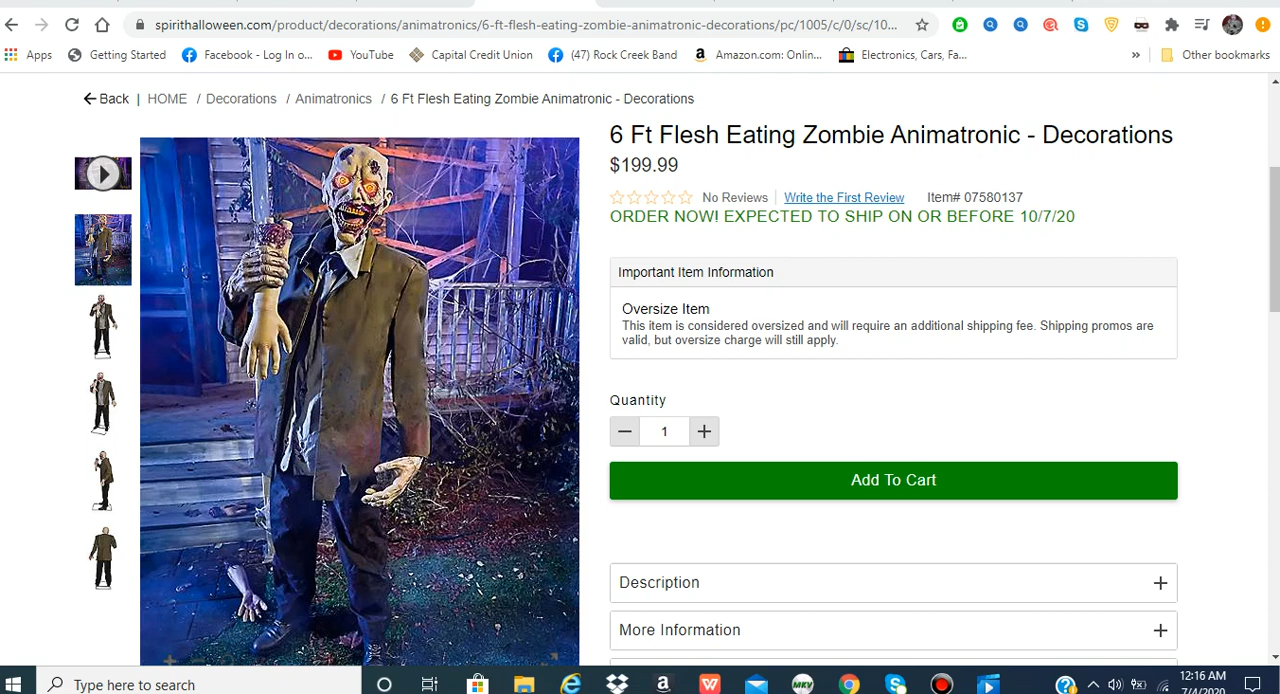 spirithalloween.com/product/decorations/animatronics/6-ft-flesh-eating-zombie-animatronic-decorations/pc/1005/c/0/sc/10...
Apps Getting Started Facebook - Log In o... YouTube Capital Credit Union (47) Rock Creek Band Amazon.com: Onlin... Electronics, Cars, Fa... » Other bookmarks
Back | HOME / Decorations / Animatronics / 6 Ft Flesh Eating Zombie Animatronic - Decorations
6 Ft Flesh Eating Zombie Animatronic - Decorations
$199.99
No Reviews Write the First Review Item# 07580137
ORDER NOW! EXPECTED TO SHIP ON OR BEFORE 10/7/20
Important Item Information
Oversize Item
This item is considered oversized and will require an additional shipping fee. Shipping promos are
valid, but oversize charge will still apply.
Quantity
1
Add To Cart
Description
More Information
Type here to search
MKV
12:16 AM
7/4/2020